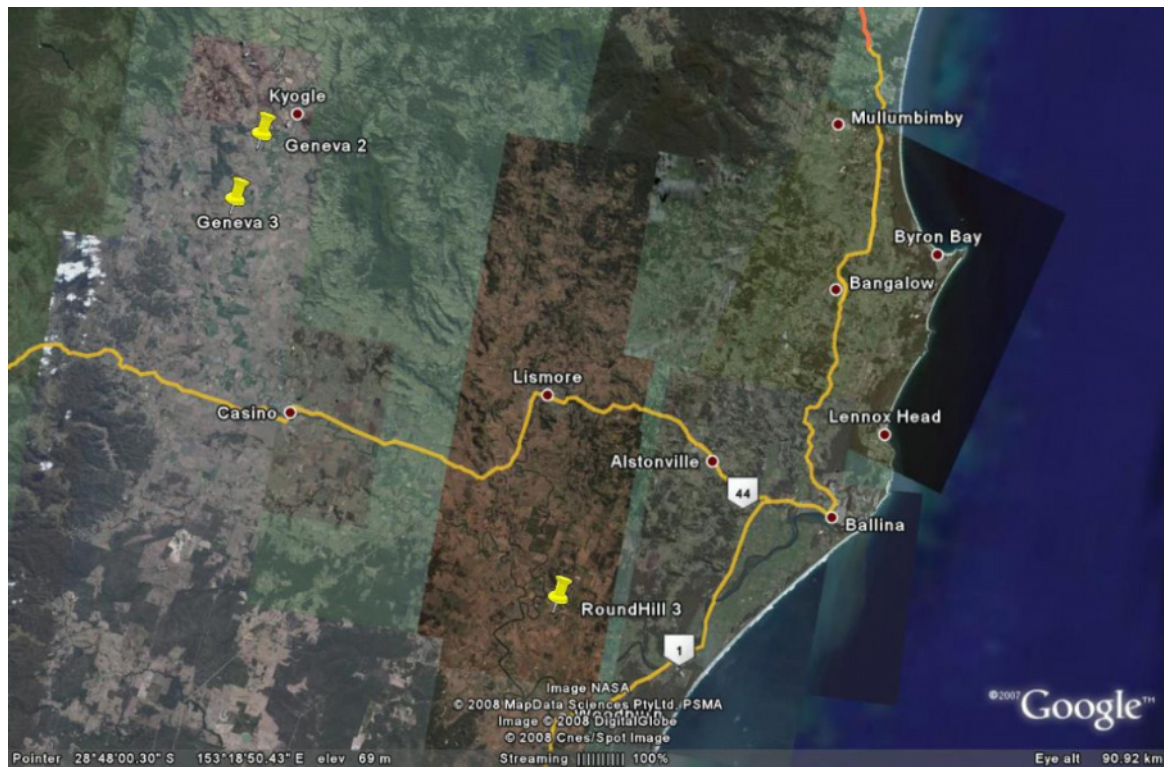 Kyogle
Geneva 2
Mullumbimby
Geneva 3
Byron Bay
Bangalow
Lismore
Casino
Lennox Head
Alstonville
44
Ballina
RoundHill 3
1
Image NASA
© 2008 MapData Sciences PtyLtd, PSMA
Image © 2008 DigitalGlobe
© 2008 Cnes/Spot Image
©2007 Google™
Pointer 28°48'00.30" S 153°18'50.43" E elev 69 m Streaming 100% Eye alt 90.92 km